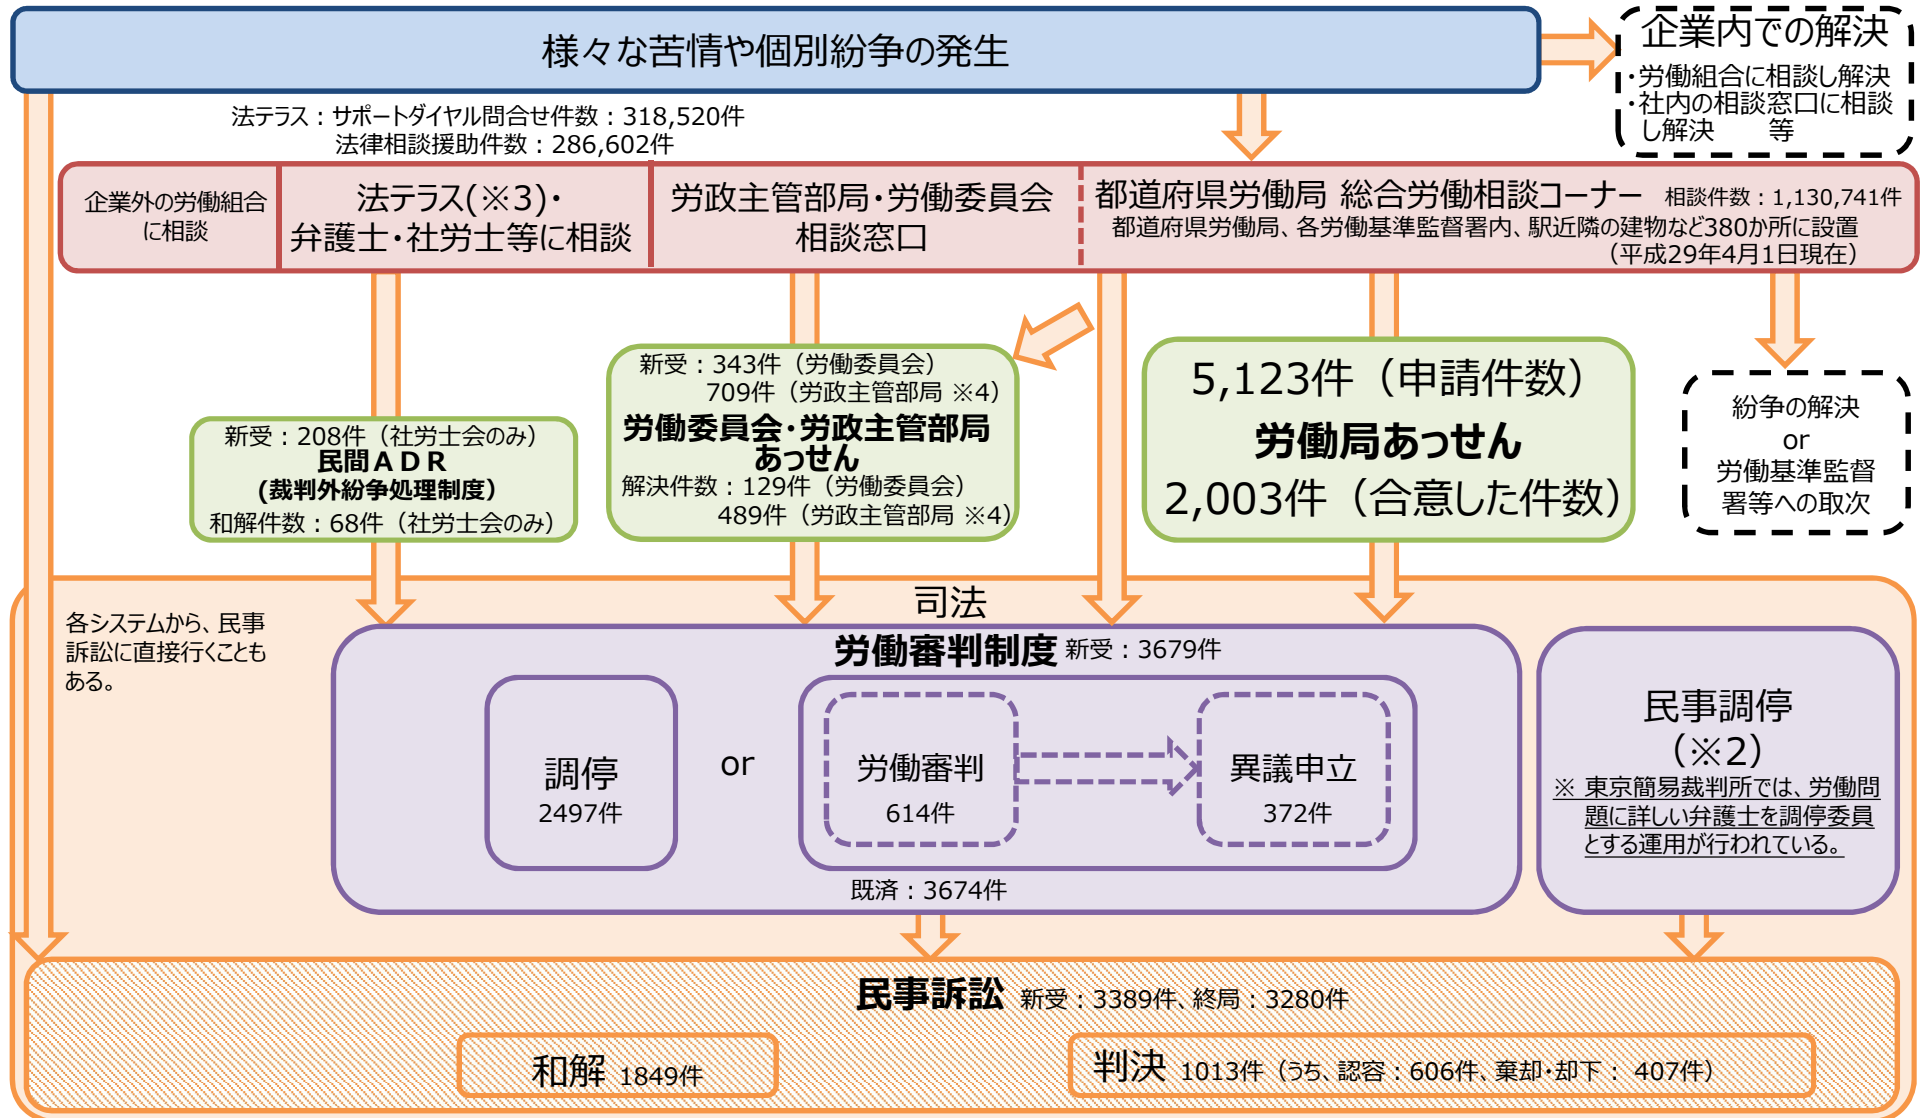 様々な苦情や個別紛争の発生
企業内での解決
・労働組合に相談し解決
・社内の相談窓口に相談
し解決 等
法テラス：サポートダイヤル問合せ件数：318,520件
法律相談援助件数：286,602件
企業外の労働組合
に相談
法テラス(※3)・
弁護士・社労士等に相談
労政主管部局・労働委員会
相談窓口
都道府県労働局 総合労働相談コーナー 相談件数：1,130,741件
都道府県労働局、各労働基準監督署内、駅近隣の建物など380か所に設置
（平成29年4月1日現在）
新受：208件（社労士会のみ）
民間ＡＤＲ
(裁判外紛争処理制度）
和解件数：68件（社労士会のみ）
新受：343件（労働委員会）
709件（労政主管部局 ※4）
労働委員会・労政主管部局
あっせん
解決件数：129件（労働委員会）
489件（労政主管部局 ※4）
5,123件（申請件数）
労働局あっせん
2,003件（合意した件数）
紛争の解決
or
労働基準監督
署等への取次
司法
各システムから、民事
訴訟に直接行くことも
ある。
労働審判制度 新受：3679件
調停
2497件
or
労働審判
614件
異議申立
372件
既済：3674件
民事調停
（※2）
※ 東京簡易裁判所では、労働問
題に詳しい弁護士を調停委員
とする運用が行われている。
民事訴訟 新受：3389件、終局：3280件
和解 1849件
判決 1013件（うち、認容：606件、棄却・却下： 407件）